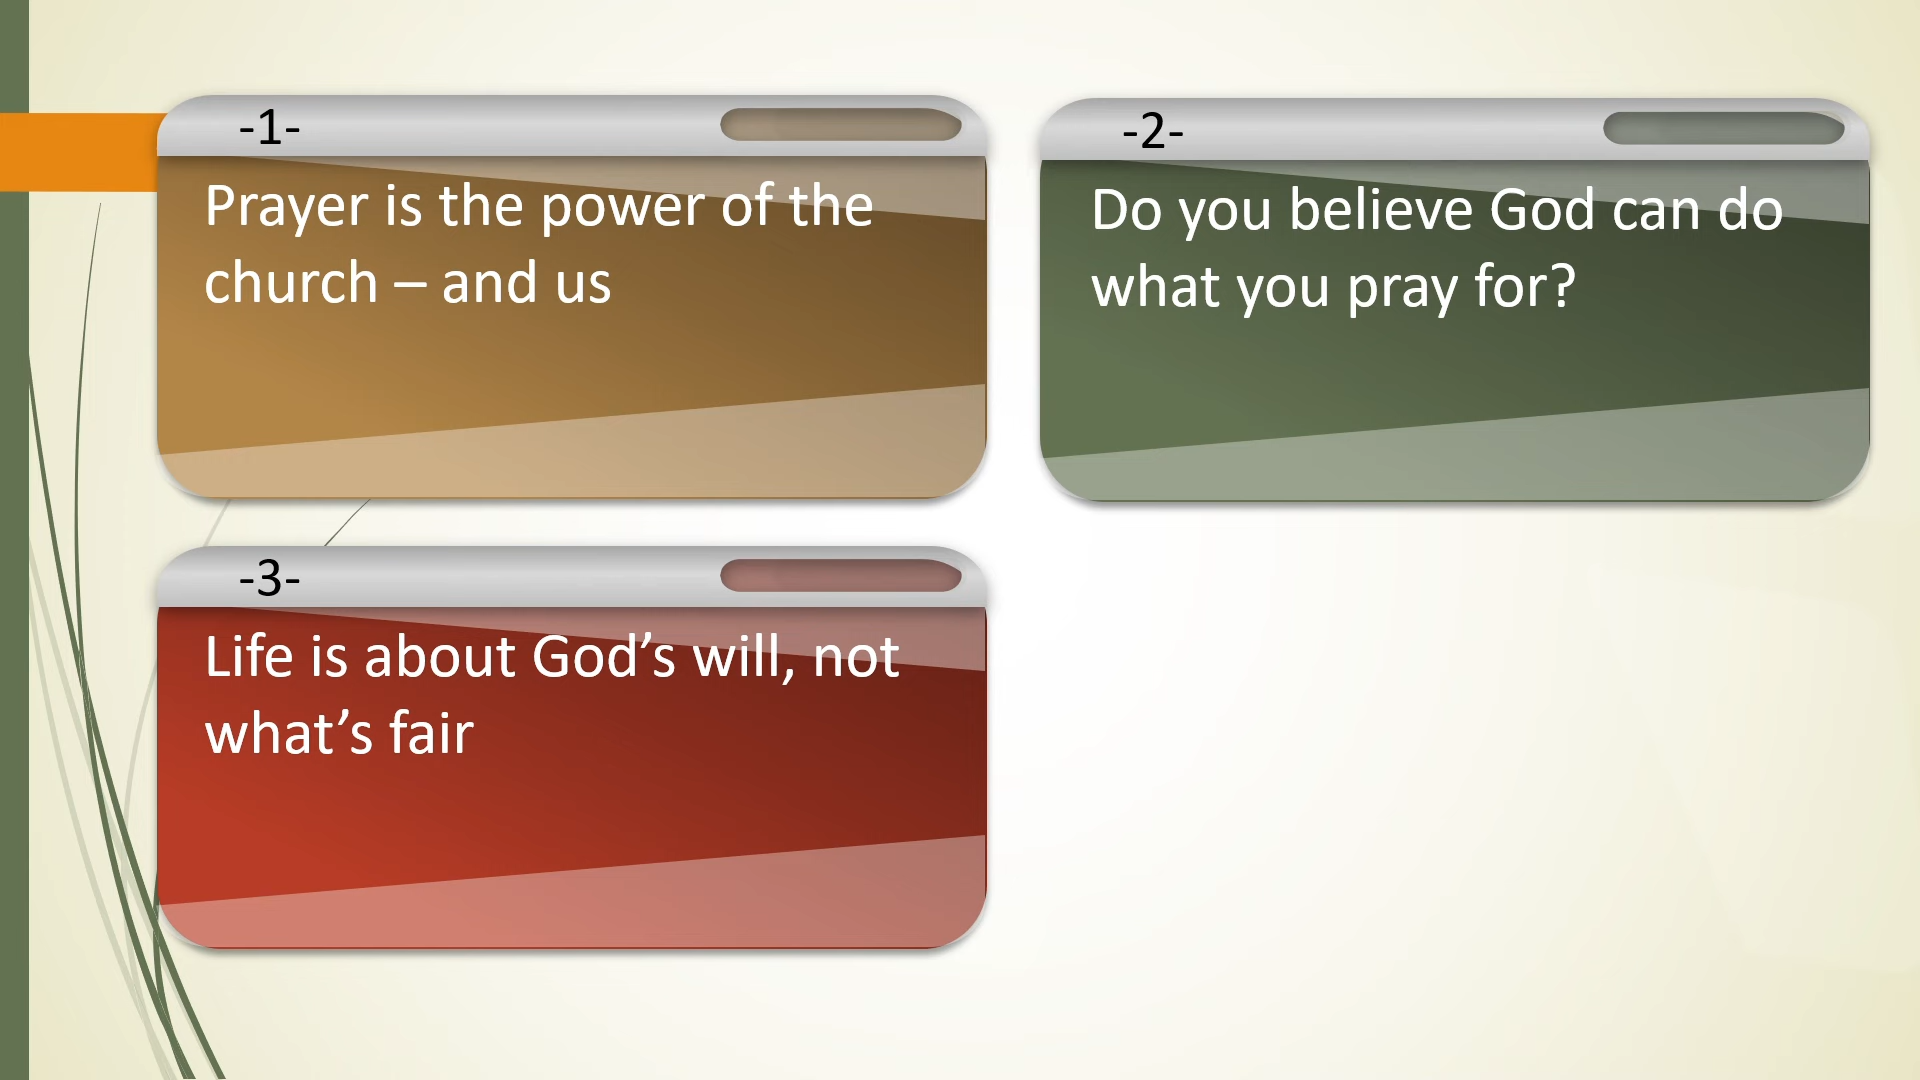 -1-
Prayer is the power of the
church – and us
-2-
Do you believe God can do
what you pray for?
-3-
Life is about God’s will, not
what’s fair